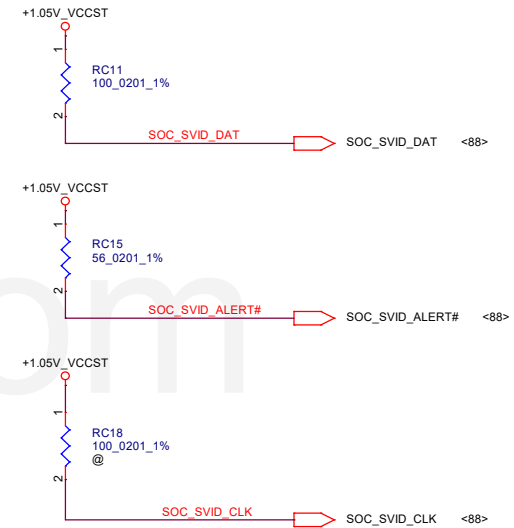 +1.05V_VCCST
1
RC11
100_0201_1%
2
SOC_SVID_DAT
SOC_SVID_DAT <88>
+1.05V_VCCST
1
RC15
56_0201_1%
2
SOC_SVID_ALERT#
SOC_SVID_ALERT# <88>
om
+1.05V_VCCST
1
RC18
100_0201_1%
@
2
SOC_SVID_CLK
SOC_SVID_CLK <88>